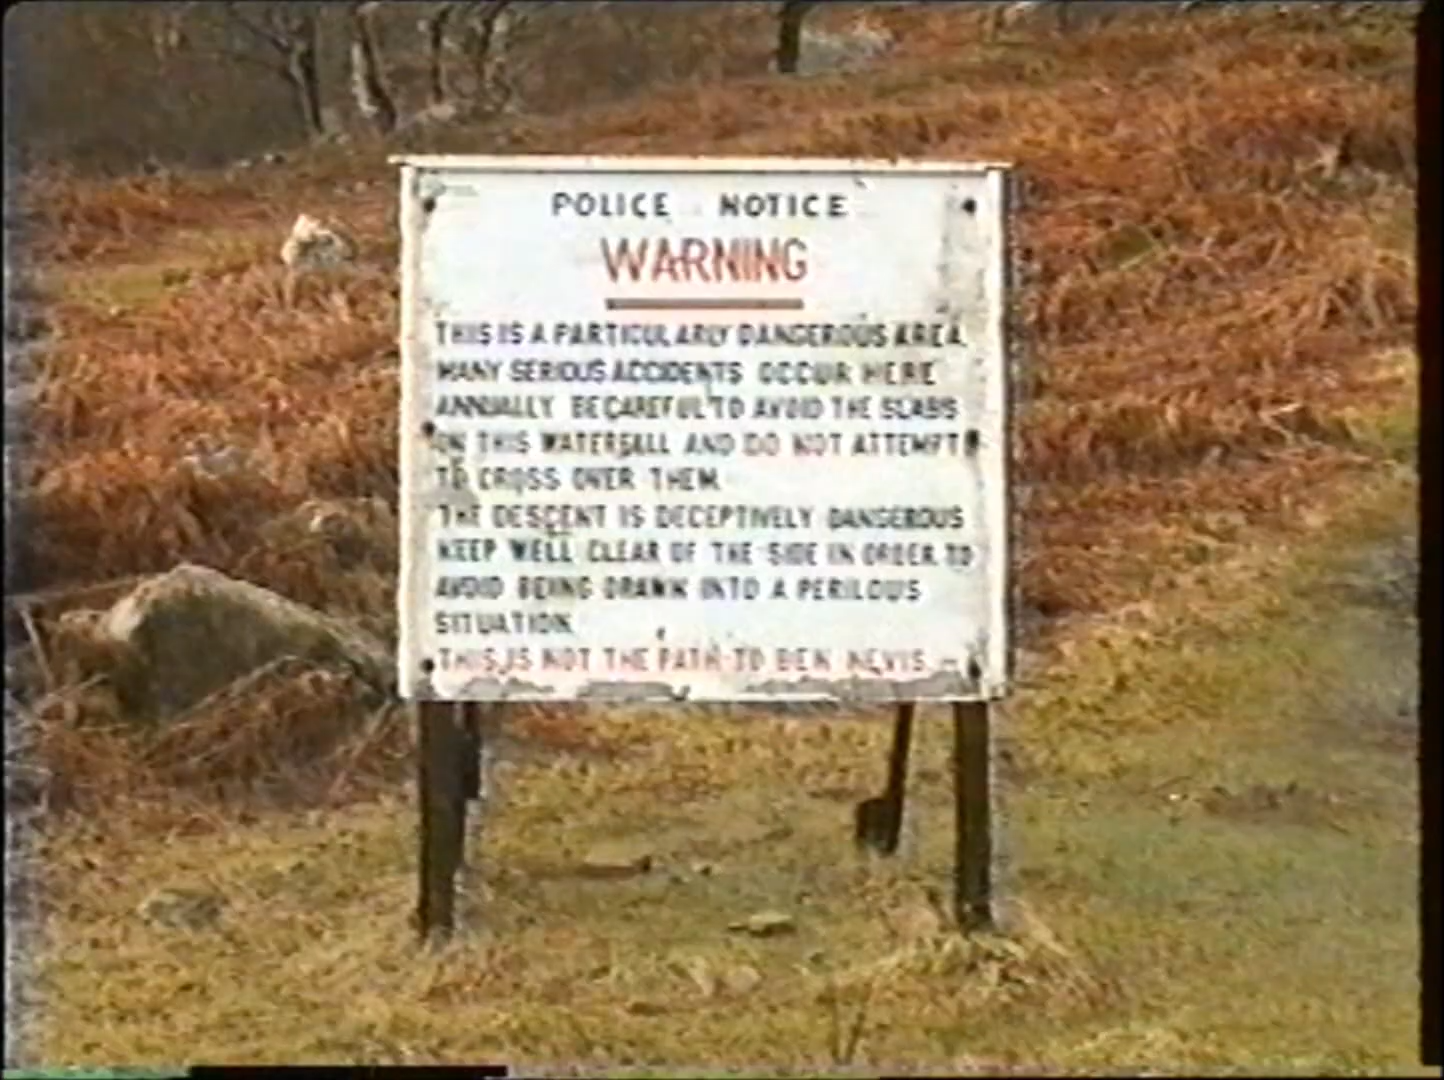 POLICE NOTICE
WARNING
THIS IS A PARTICULARLY DANGEROUS AREA.
MANY SERIOUS ACCIDENTS OCCUR HERE
ANNUALLY. BE CAREFUL TO AVOID THE SLABS
ON THIS WATERFALL AND DO NOT ATTEMPT
TO CROSS OVER THEM.
THE DESCENT IS DECEPTIVELY DANGEROUS
KEEP WELL CLEAR OF THE SIDE IN ORDER TO
AVOID BEING DRAWN INTO A PERILOUS
SITUATION.
THIS IS NOT THE PATH TO BEN NEVIS.